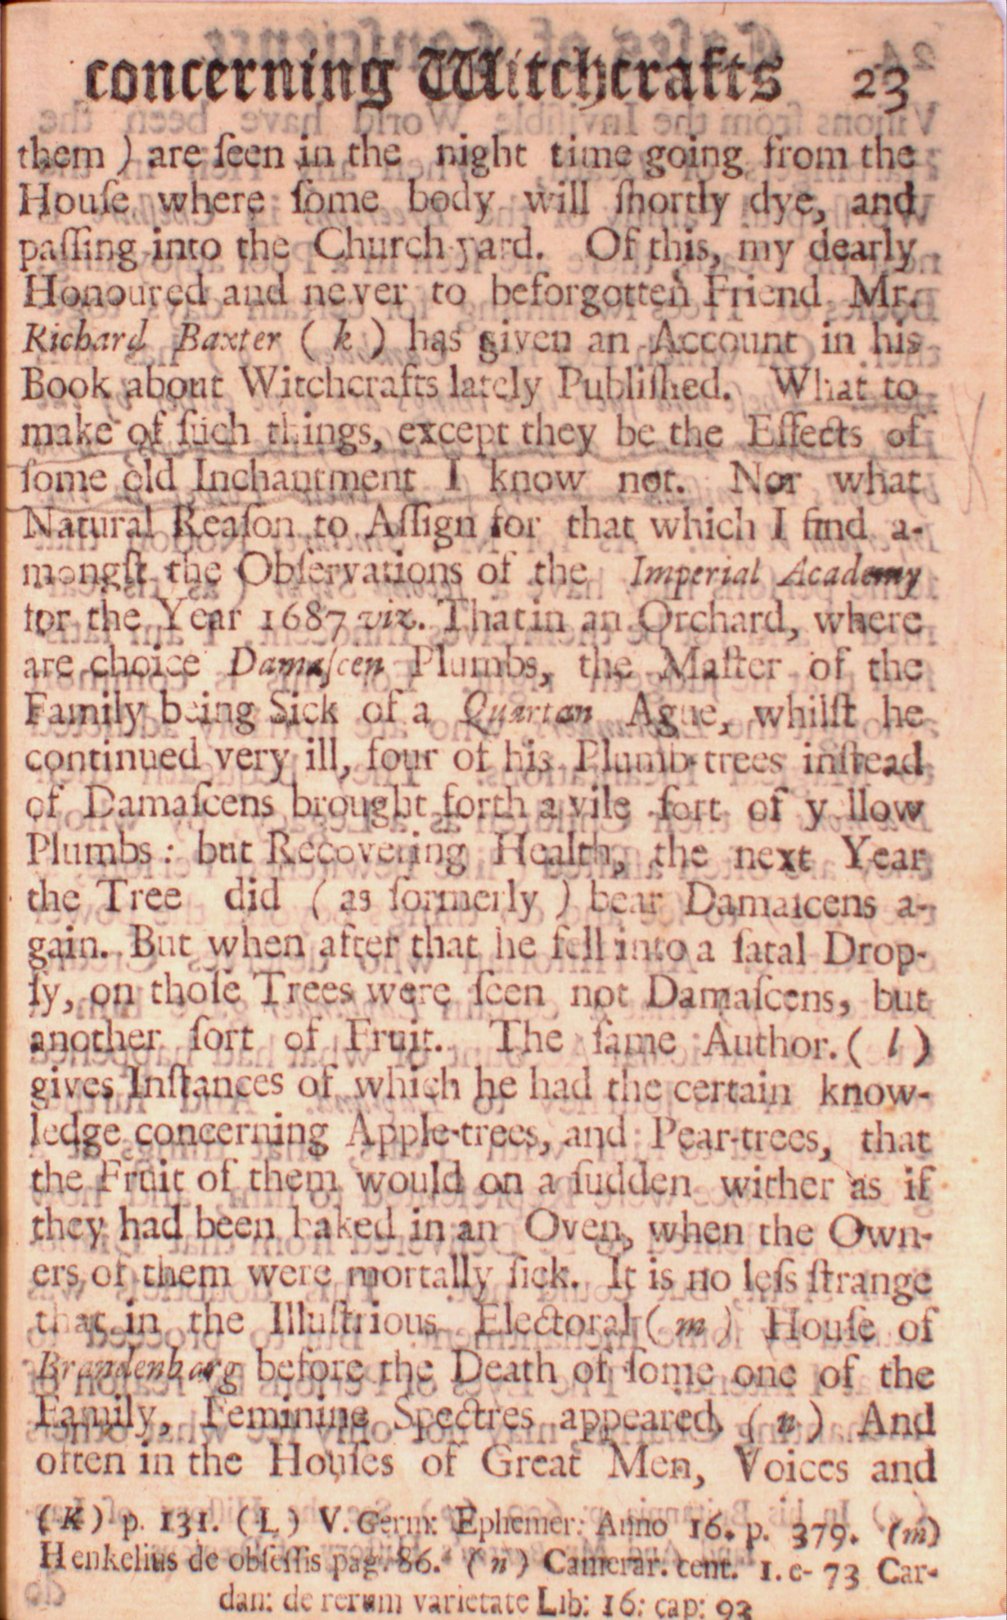 concerning Witchcrafts 23
them ) are ſeen in the night time going from the
Houſe where ſome body will ſhortly dye, and
paſſing into the Church-yard. Of this, my dearly
Honoured and never to beforgotten Friend Mr.
Richard Baxter ( k ) has given an Account in his
Book about Witchcrafts lately Publiſhed. What to
make of ſuch things, except they be the Effects of
ſome old Inchantment I know not. Nor what
Natural Reaſon to Aſſign for that which I find a-
mongſt the Obſervations of the Imperial Academy
for the Year 1687 viz. That in an Orchard, where
are choice Damaſcen Plumbs, the Maſter of the
Family being Sick of a Quartan Ague, whilſt he
continued very ill, four of his Plumb-trees inſtead
of Damaſcens brought forth a vile ſort of y llow
Plumbs : but Recovering Health, the next Year
the Tree did ( as formerly ) bear Damaſcens a-
gain. But when after that he fell into a fatal Drop-
ſy, on thoſe Trees were ſeen not Damaſcens, but
another ſort of Fruit. The ſame Author. ( l )
gives Inſtances of which he had the certain know-
ledge concerning Apple-trees, and Pear-trees, that
the Fruit of them would on a ſudden wither as if
they had been baked in an Oven, when the Own-
ers of them were mortally ſick. It is no leſs ſtrange
that in the Illuſtrious Electoral ( m ) Houſe of
Brandenbarg before the Death of ſome one of the
Family, Feminine Spectres appeared. ( n ) And
often in the Houſes of Great Men, Voices and
( K ) p. 131. ( L ) V. Germ: Ephemer: Anno 16. p. 379. (m)
Henkelius de obſeſſis pag. 86. ( n ) Camerar. cent. 1. c- 73 Car-
dan: de rerum varietate Lib: 16: cap: 93